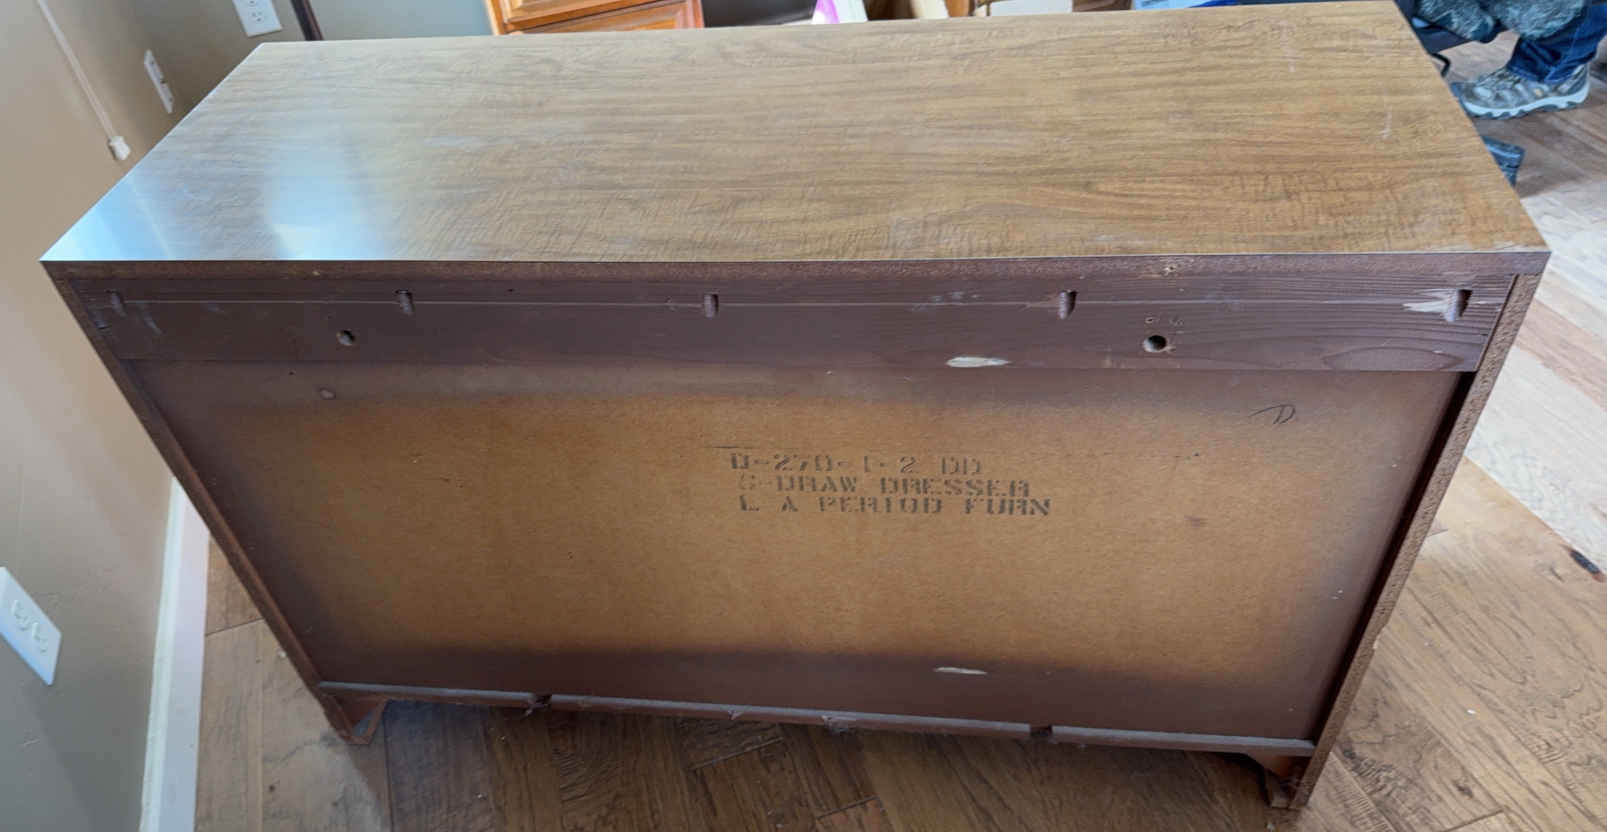 D-270-1-2 DD
6-DRAW DRESSER
L A PERIOD FURN
D